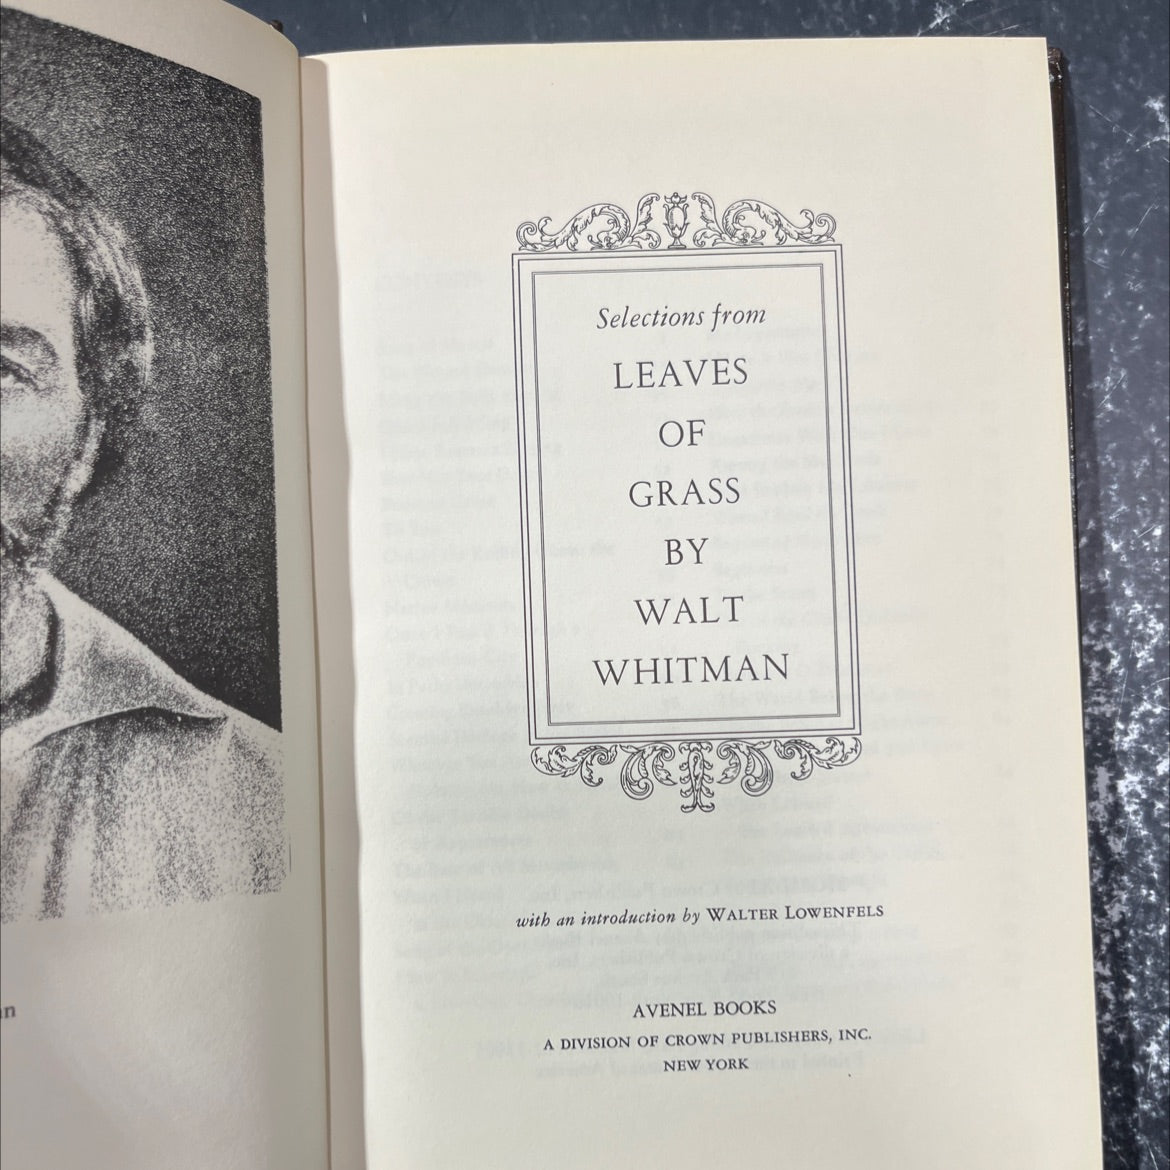 Selections from
LEAVES
OF
GRASS
BY
WALT
WHITMAN
with an introduction by WALTER LOWENFELS
AVENEL BOOKS
A DIVISION OF CROWN PUBLISHERS, INC.
NEW YORK